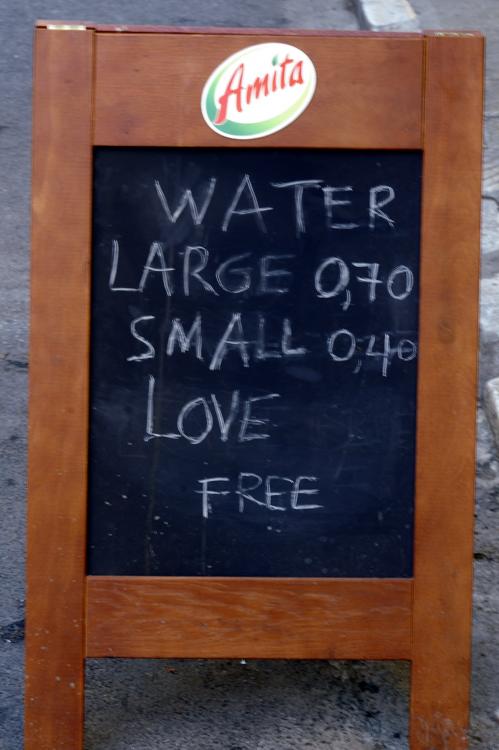 Amita
WATER
LARGE 0,70
SMALL 0,40
LOVE
FREE